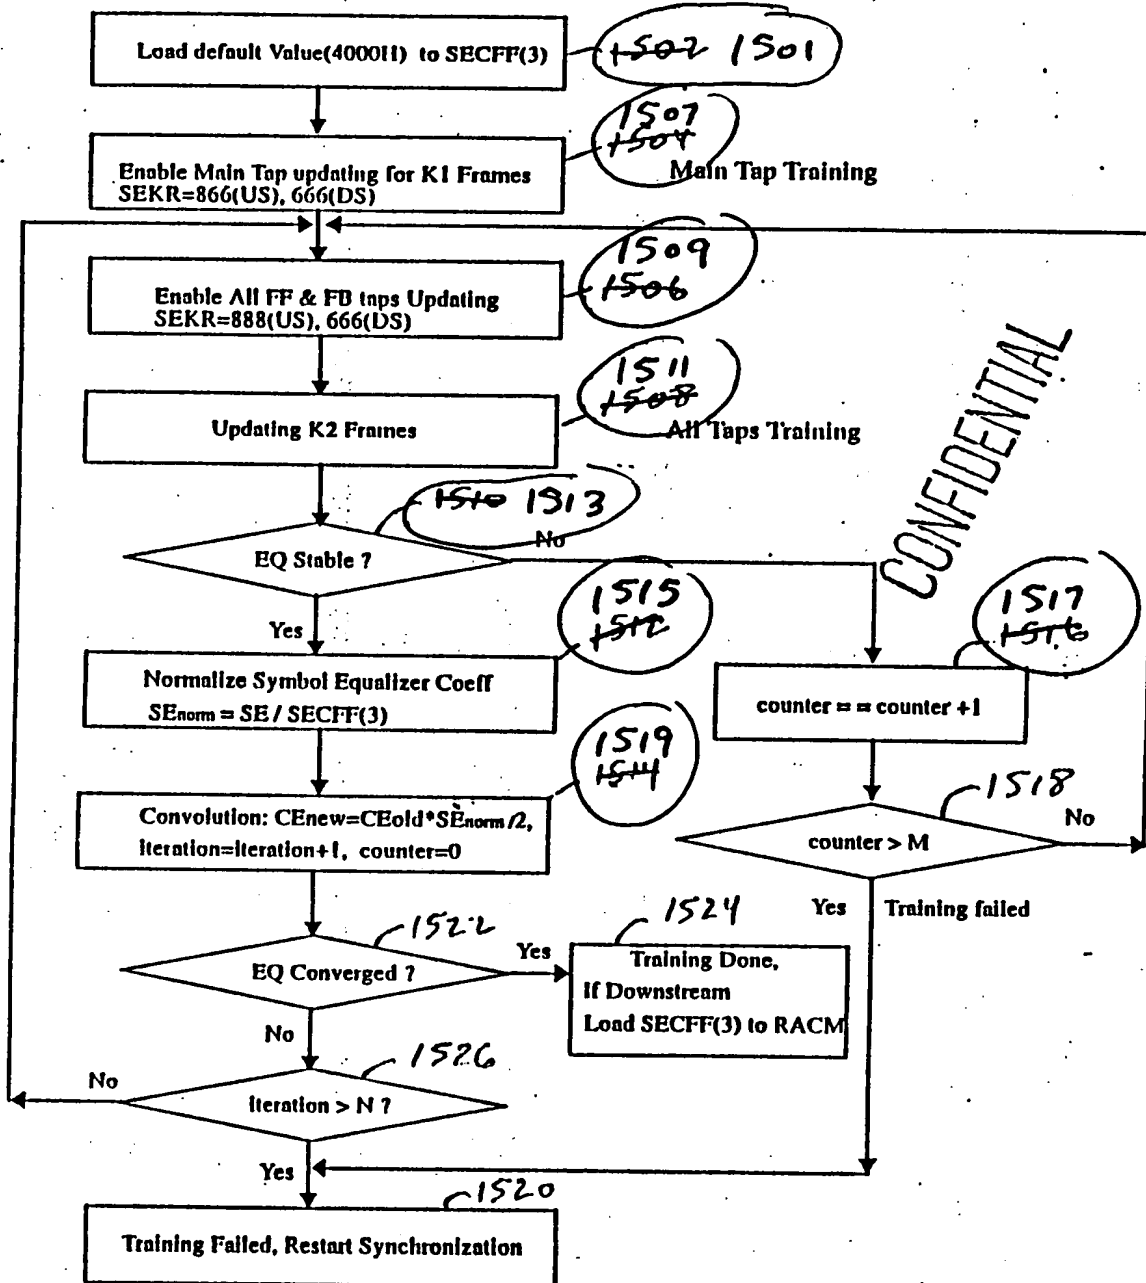 Load default Value(4000H) to SECFF(3)
1502 1501
1507
1504
Enable Main Tap updating for K1 Frames
SEKR=866(US), 666(DS)
Main Tap Training
1509
1506
Enable All FF & FB taps Updating
SEKR=888(US), 666(DS)
1511
1508
Updating K2 Frames
All Taps Training
CONFIDENTIAL
1510 1513
EQ Stable ?
No
Yes
1515
1512
1517
1516
Normalize Symbol Equalizer Coeff
SEnorm = SE / SECFF(3)
counter = = counter +1
1519
1514
Convolution: CEnew=CEold*SEnorm/2,
Iteration=Iteration+1, counter=0
1518
counter > M
No
Yes
Training failed
1522
EQ Converged ?
Yes
1524
Training Done,
If Downstream
Load SECFF(3) to RACM
No
1526
Iteration > N ?
No
Yes
1520
Training Failed, Restart Synchronization